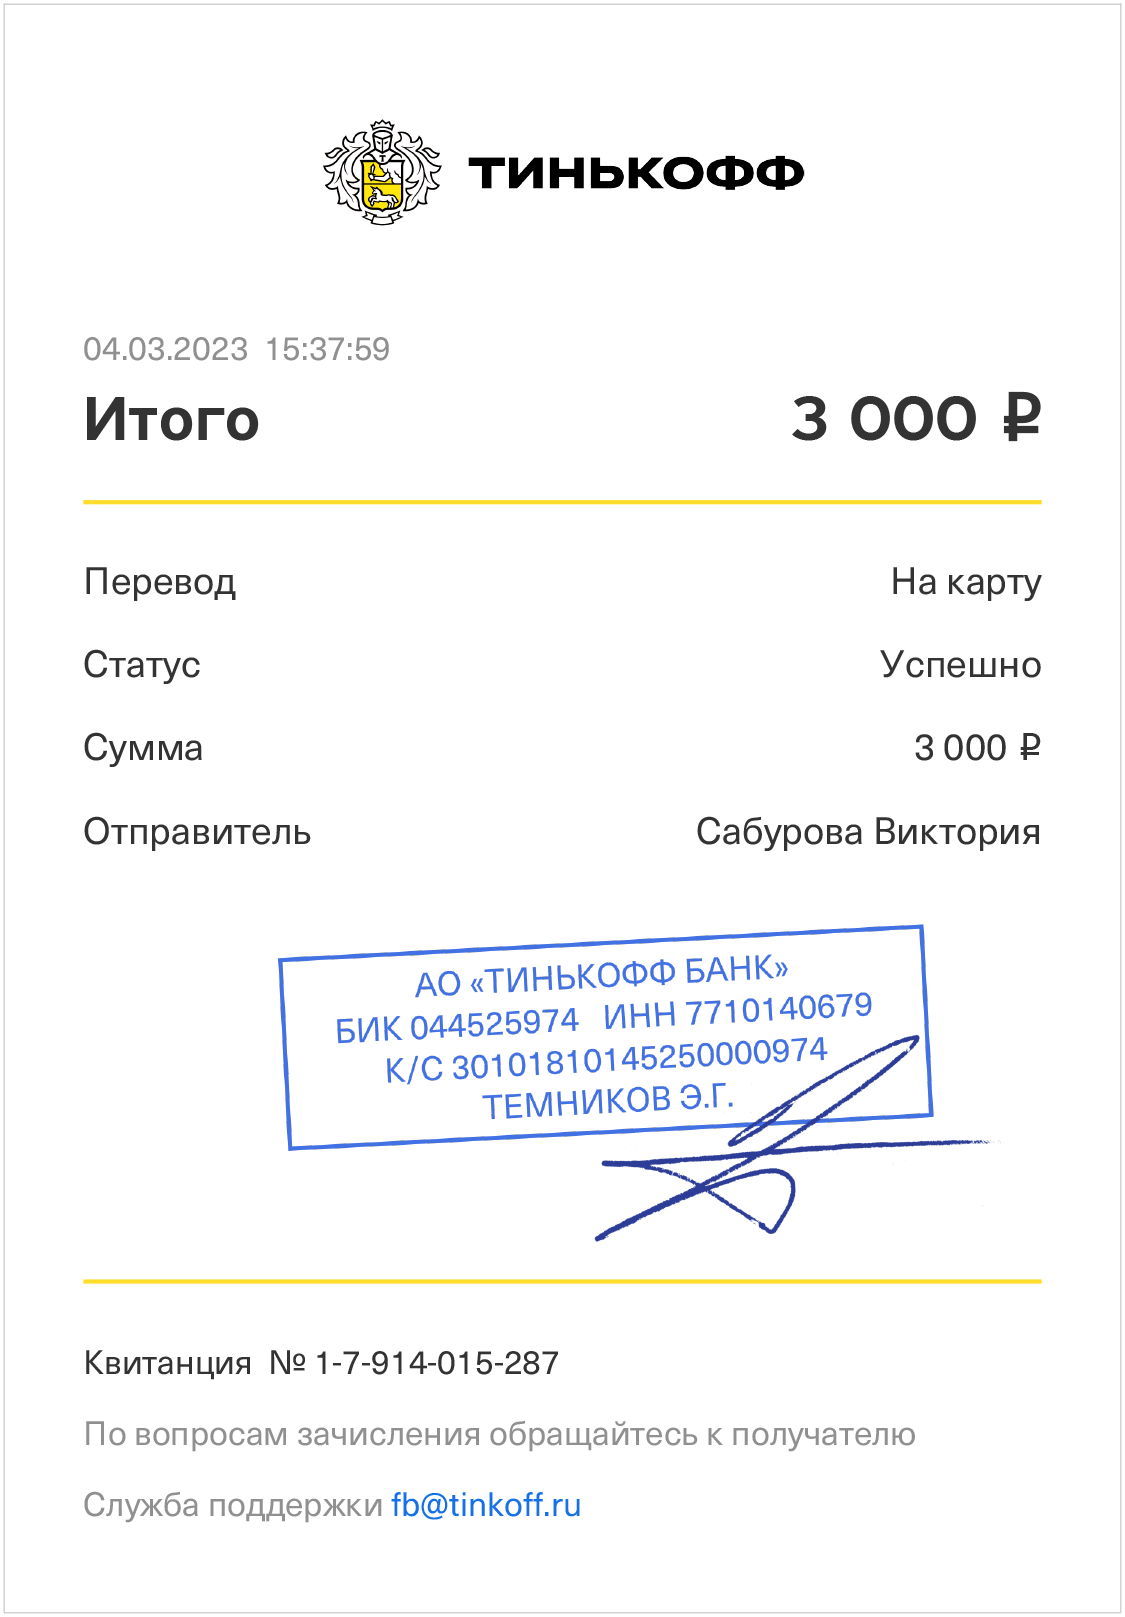 ТИНЬКОФФ
04.03.2023 15:37:59
Итого 3 000 ₽
Перевод На карту
Статус Успешно
Сумма 3 000 ₽
Отправитель Сабурова Виктория
АО «ТИНЬКОФФ БАНК»
БИК 044525974 ИНН 7710140679
К/С 30101810145250000974
ТЕМНИКОВ Э.Г.
Квитанция № 1-7-914-015-287
По вопросам зачисления обращайтесь к получателю
Служба поддержки fb@tinkoff.ru